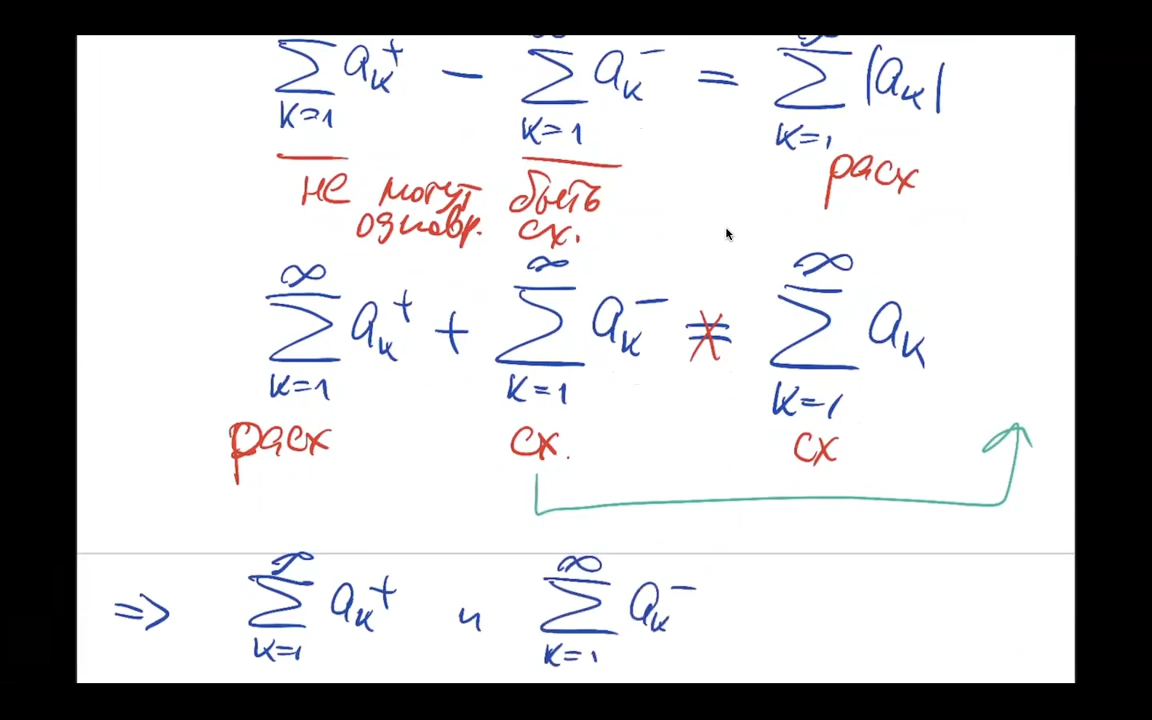 ∑ a_k^+ − ∑ a_k^- = ∑ |a_k|
k=1 k=1 k=1
не могут быть расх
однов р. сх.
∞ ∞ ∞
∑ a_k^+ + ∑ a_k^- ≠ ∑ a_k
k=1 k=1 k=1
расх сх. сх
∞ ∞
=> ∑ a_k^+ и ∑ a_k^-
k=1 k=1